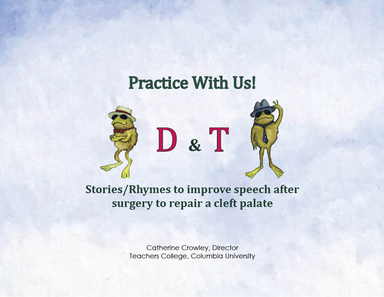 Practice With Us!
D & T
Stories/Rhymes to improve speech after
surgery to repair a cleft palate
Catherine Crowley, Director
Teachers College, Columbia University